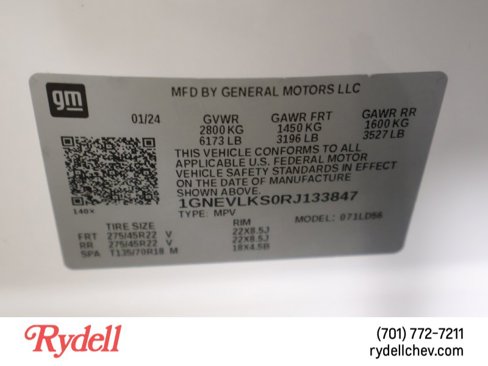 gm
MFD BY GENERAL MOTORS LLC
01/24 GVWR GAWR FRT GAWR RR
2800 KG 1450 KG 1600 KG
6173 LB 3196 LB 3527 LB
THIS VEHICLE CONFORMS TO ALL
APPLICABLE U.S. FEDERAL MOTOR
VEHICLE SAFETY STANDARDS IN EFFECT
ON THE DATE OF MANUFACTURE
SHOWN ABOVE.
1GNEVLKS0RJ133847
140×
TYPE: MPV MODEL: 071LD56
TIRE SIZE RIM
FRT 275/45R22 V 22X8.5J
RR 275/45R22 V 22X8.5J
SPA T135/70R18 M 18X4.5B
Rydell
(701) 772-7211
rydellchev.com